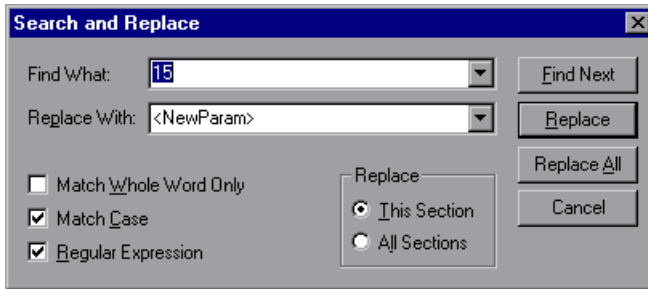 Search and Replace
Find What: 15 Find Next
Replace With: <NewParam> Replace
Replace All
Match Whole Word Only Replace
Match Case This Section Cancel
Regular Expression All Sections